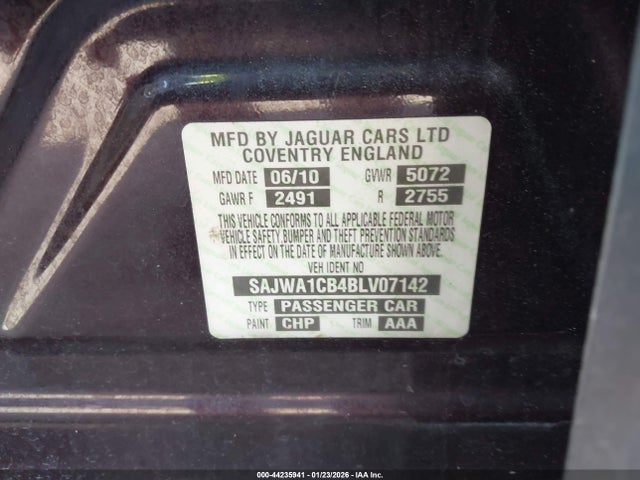 MFD BY JAGUAR CARS LTD
COVENTRY ENGLAND
MFD DATE 06/10 GVWR 5072
GAWR F 2491 R 2755
THIS VEHICLE CONFORMS TO ALL APPLICABLE FEDERAL MOTOR
VEHICLE SAFETY, BUMPER AND THEFT PREVENTION STANDARDS
IN EFFECT ON THE DATE OF MANUFACTURE SHOWN ABOVE.
VEH IDENT NO
SAJWA1CB4BLV07142
TYPE PASSENGER CAR
PAINT CHP TRIM AAA
000-44235941 - 01/23/2026 - IAA Inc.